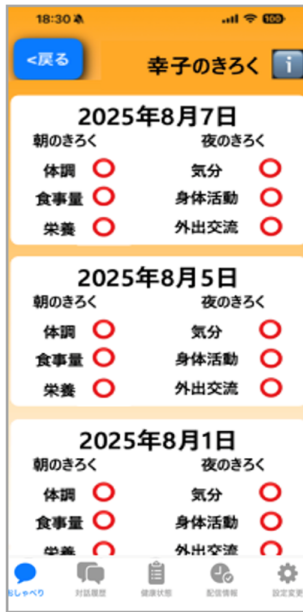 18:30
100
<戻る
幸子のきろく
i
2025年8月7日
朝のきろく 夜のきろく
体調 気分
食事量 身体活動
栄養 外出交流
2025年8月5日
朝のきろく 夜のきろく
体調 気分
食事量 身体活動
栄養 外出交流
2025年8月1日
朝のきろく 夜のきろく
体調 気分
食事量 身体活動
栄養 外出交流
おしゃべり 対話履歴 健康状態 配信情報 設定変更